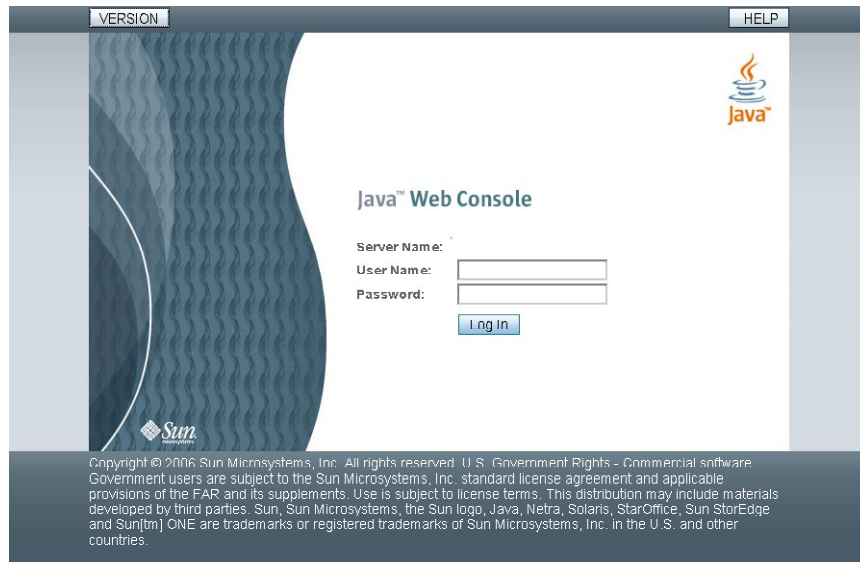 VERSION
HELP
Java™
Java™ Web Console
Server Name:
User Name:
Password:
Log In
Sun
microsystems
Copyright © 2006 Sun Microsystems, Inc. All rights reserved. U.S. Government Rights - Commercial software.
Government users are subject to the Sun Microsystems, Inc. standard license agreement and applicable
provisions of the FAR and its supplements. Use is subject to license terms. This distribution may include materials
developed by third parties. Sun, Sun Microsystems, the Sun logo, Java, Netra, Solaris, StarOffice, Sun StorEdge
and Sun[tm] ONE are trademarks or registered trademarks of Sun Microsystems, Inc. in the U.S. and other
countries.